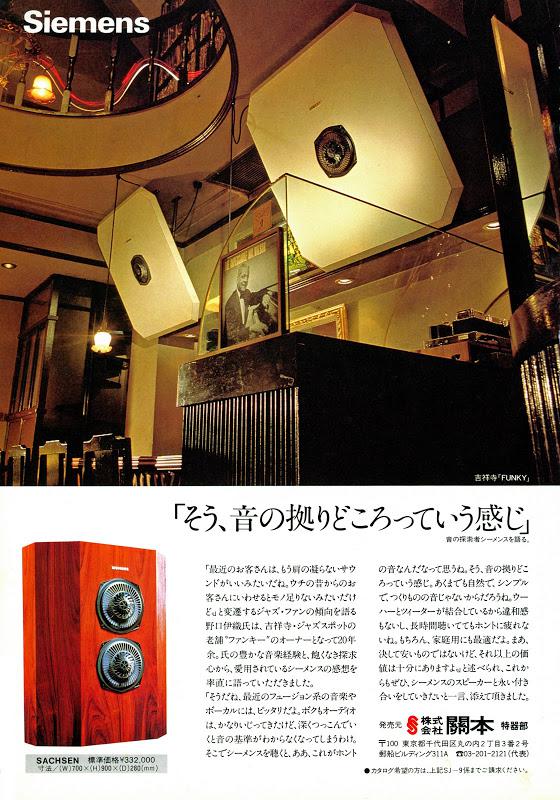 Siemens
吉祥寺「FUNKY」
「そう、音の拠りどころっていう感じ」
音の探索者シーメンスを語る。
「最近のお客さんは、もう肩の凝らないサウ
ンドがいいみたいだね。ウチの昔からのお
客さんにいわせるとモノ足りないみたいだけ
ど」と変遷するジャズ・ファンの傾向を語る
野口伊織氏は、吉祥寺・ジャズスポットの
老舗"ファンキー"のオーナーとなって20年
余。氏の豊かな音楽経験と、飽くなき探求
心から、愛用されているシーメンスの感想を
率直に語っていただきました。
「そうだね、最近のフュージョン系の音楽や
ボーカルには、ピッタリだよ。ボクもオーディオ
は、かなりいじってきたけど、深くつっこんでい
くと音の基準がわからなくなってしまうわけ。
そこでシーメンスを聴くと、ああ、これがホント
の音なんだなって思うね。そう、音の拠りどこ
ろっていう感じ。あくまでも自然で、シンプル
で、つくりものの音じゃないからだろうね。ウー
ハーとツィーターが結合しているから違和感
もないし、長時間聴いててもホントに疲れな
いね。もちろん、家庭用にも最適だよ。まあ、
決して安いものではないけど、それ以上の価
値は十分にありますよ」と述べられ、これか
らもぜひ、シーメンスのスピーカーと永い付き
合いをしていきたいと一言、添えて頂きました。
SIEMENS
SACHSEN 標準価格¥332,000
寸法/(W)700×(H)900×(D)280(mm)
発売元 株式会社 関本 特器部
〒100 東京都千代田区丸の内2丁目3番2号
郵船ビルディング311A ☎03-201-2121(代表)
●カタログ希望の方は、上記SJ—9係までご請求ください。